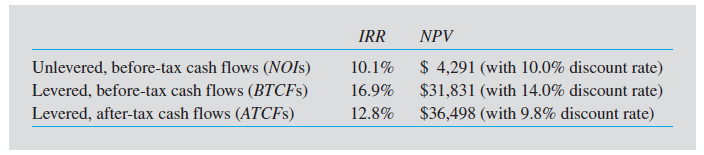 IRR NPV
Unlevered, before-tax cash flows (NOIs) 10.1% $ 4,291 (with 10.0% discount rate)
Levered, before-tax cash flows (BTCFs) 16.9% $31,831 (with 14.0% discount rate)
Levered, after-tax cash flows (ATCFs) 12.8% $36,498 (with 9.8% discount rate)